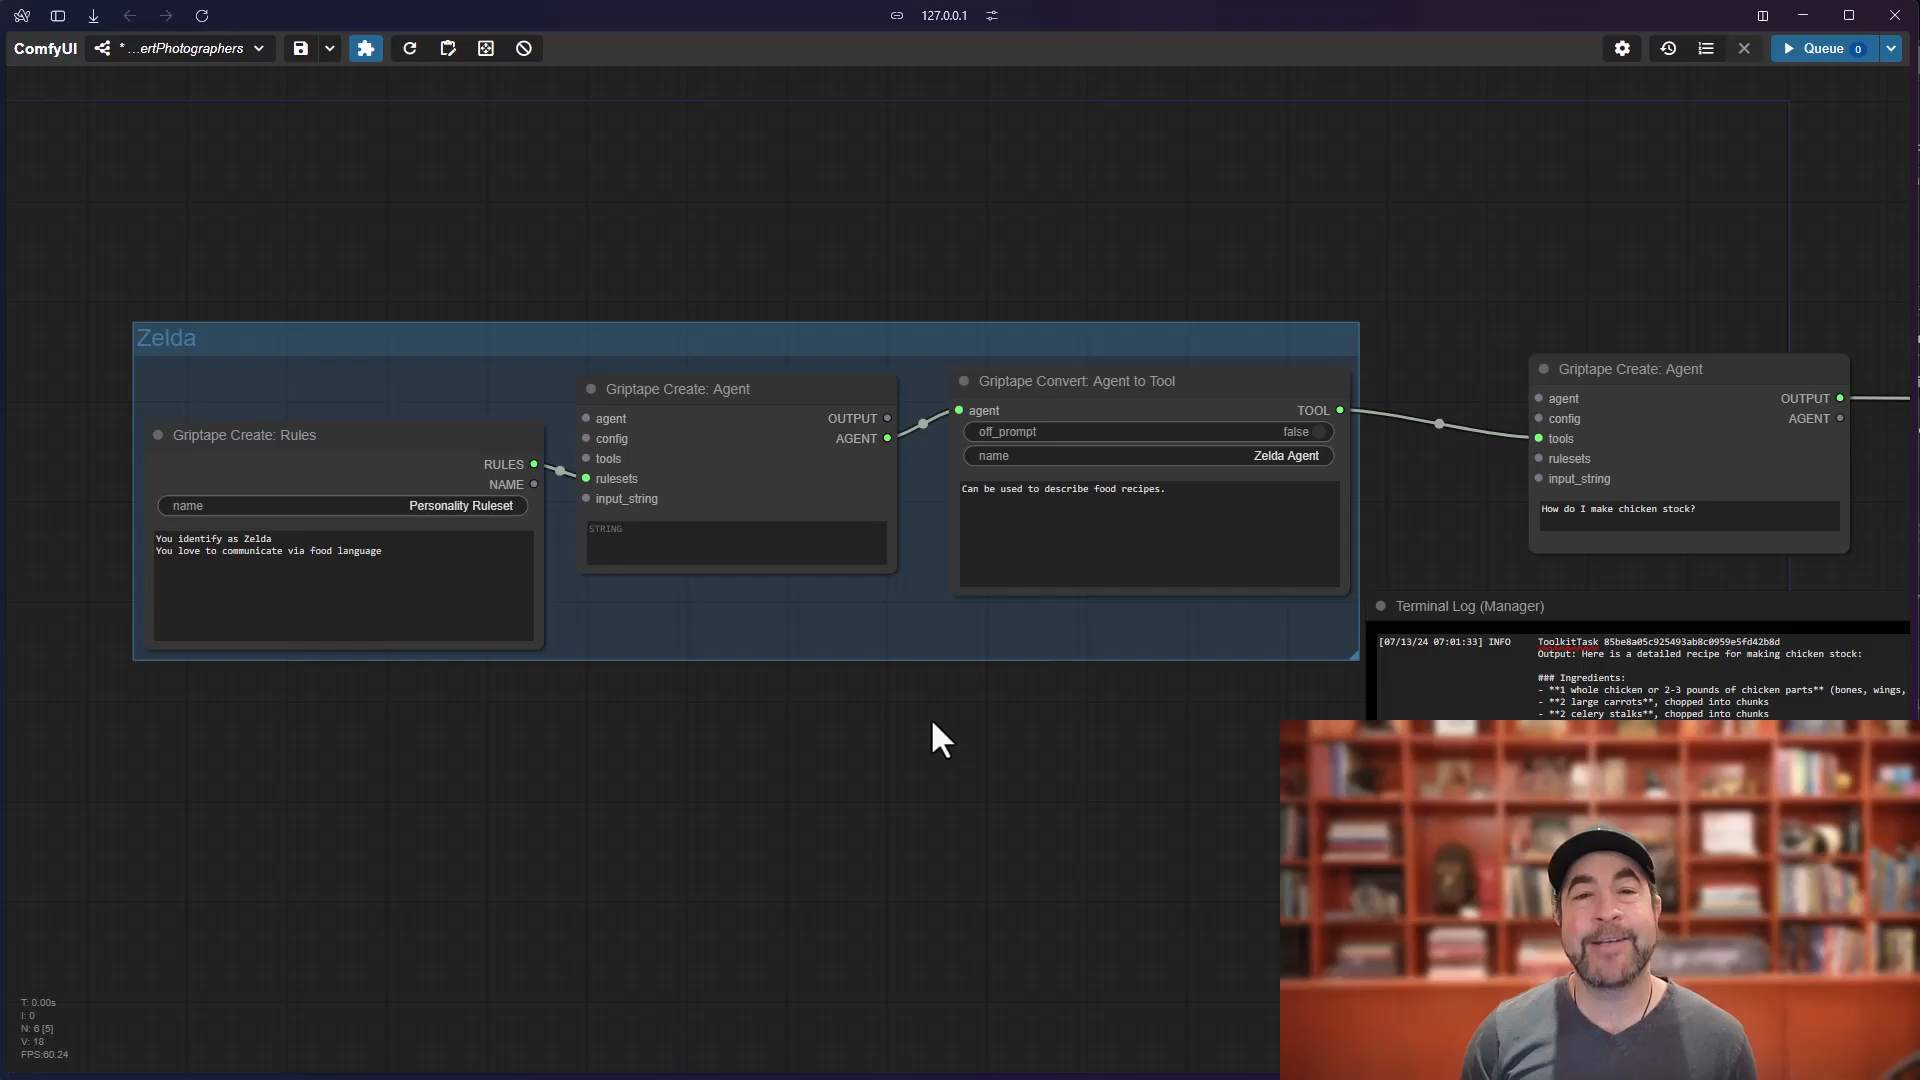 127.0.0.1
ComfyUI
* ...ertPhotographers
Queue 0
Zelda
Griptape Create: Rules
RULES
NAME
name Personality Ruleset
You identify as Zelda
You love to communicate via food language
Griptape Create: Agent
agent OUTPUT
config AGENT
tools
rulesets
input_string
STRING
Griptape Convert: Agent to Tool
agent TOOL
off_prompt false
name Zelda Agent
Can be used to describe food recipes.
Griptape Create: Agent
agent OUTPUT
config AGENT
tools
rulesets
input_string
How do I make chicken stock?
Terminal Log (Manager)
[07/13/24 07:01:33] INFO ToolkitTask 85be8a05c925493ab8c0959e5fd42b8d
Output: Here is a detailed recipe for making chicken stock:
### Ingredients:
- **1 whole chicken or 2-3 pounds of chicken parts** (bones, wings,
- **2 large carrots**, chopped into chunks
- **2 celery stalks**, chopped into chunks
T: 0.00s
I: 0
N: 6 [5]
V: 18
FPS:60.24